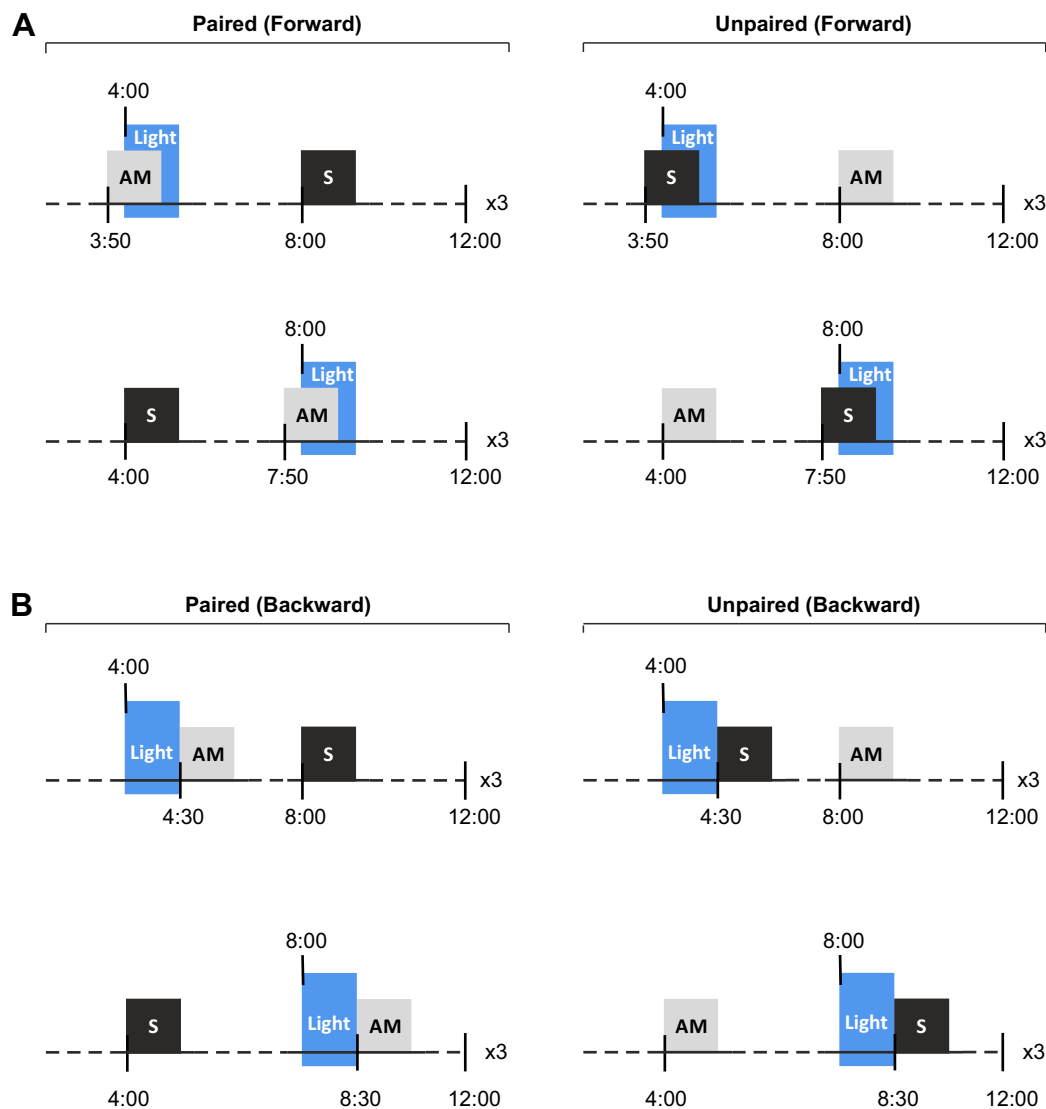 A
Paired (Forward)
Unpaired (Forward)
4:00
4:00
Light
Light
AM
S
S
AM
x3
x3
3:50
8:00
12:00
3:50
8:00
12:00
8:00
8:00
Light
Light
S
AM
AM
S
x3
x3
4:00
7:50
12:00
4:00
7:50
12:00
B
Paired (Backward)
Unpaired (Backward)
4:00
4:00
Light
AM
S
Light
S
AM
x3
x3
4:30
8:00
12:00
4:30
8:00
12:00
8:00
8:00
S
Light
AM
AM
Light
S
x3
x3
4:00
8:30
12:00
4:00
8:30
12:00